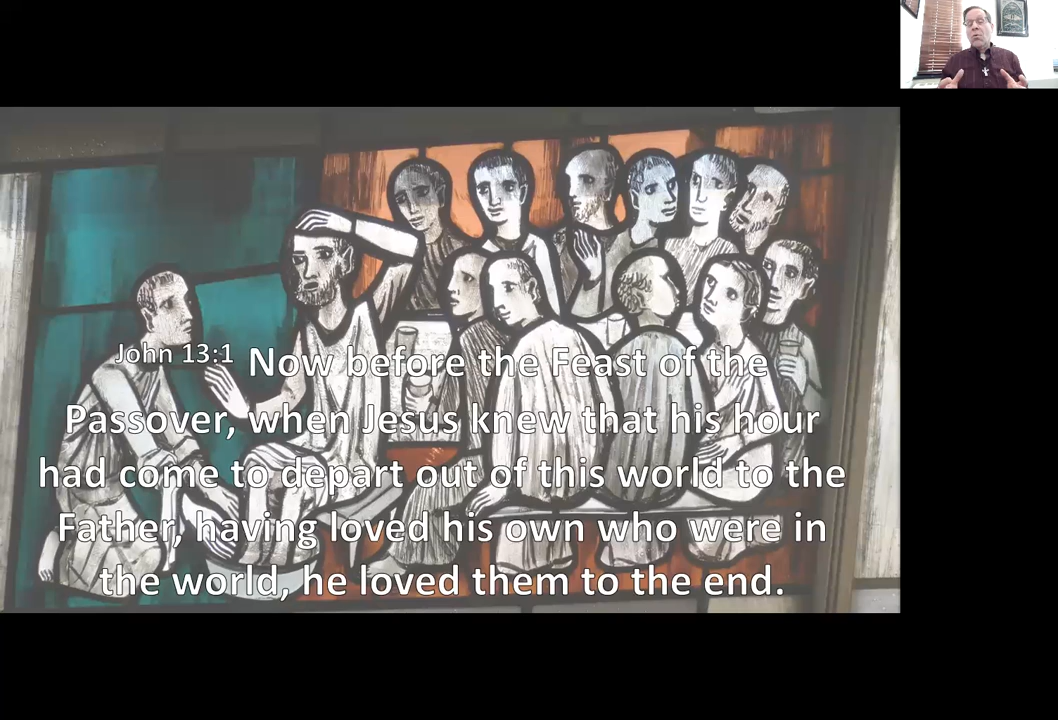 John 13:1 Now before the Feast of the
Passover, when Jesus knew that his hour
had come to depart out of this world to the
Father, having loved his own who were in
the world, he loved them to the end.